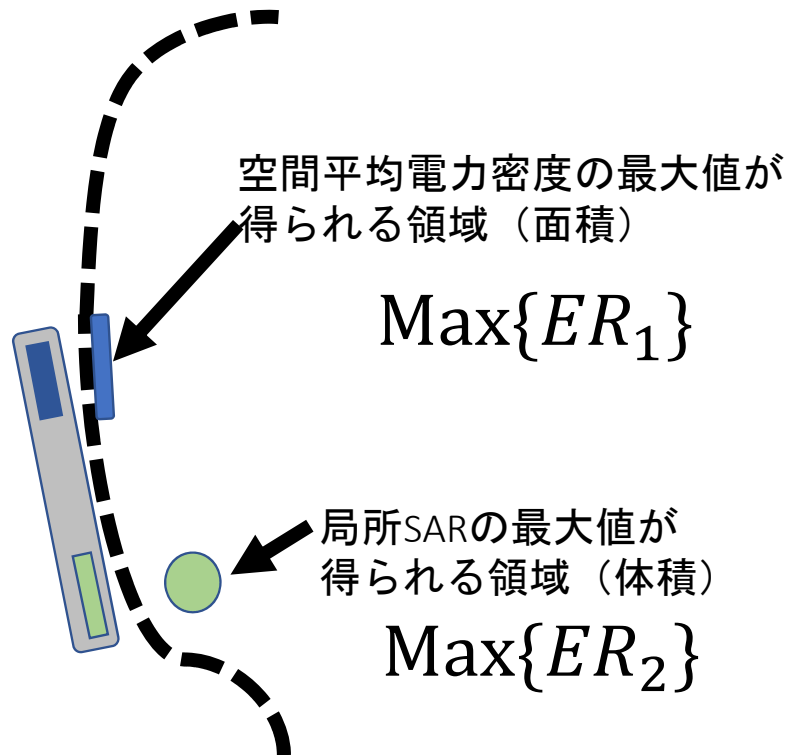 空間平均電力密度の最大値が
得られる領域（面積）
Max{ER₁}
局所SARの最大値が
得られる領域（体積）
Max{ER₂}